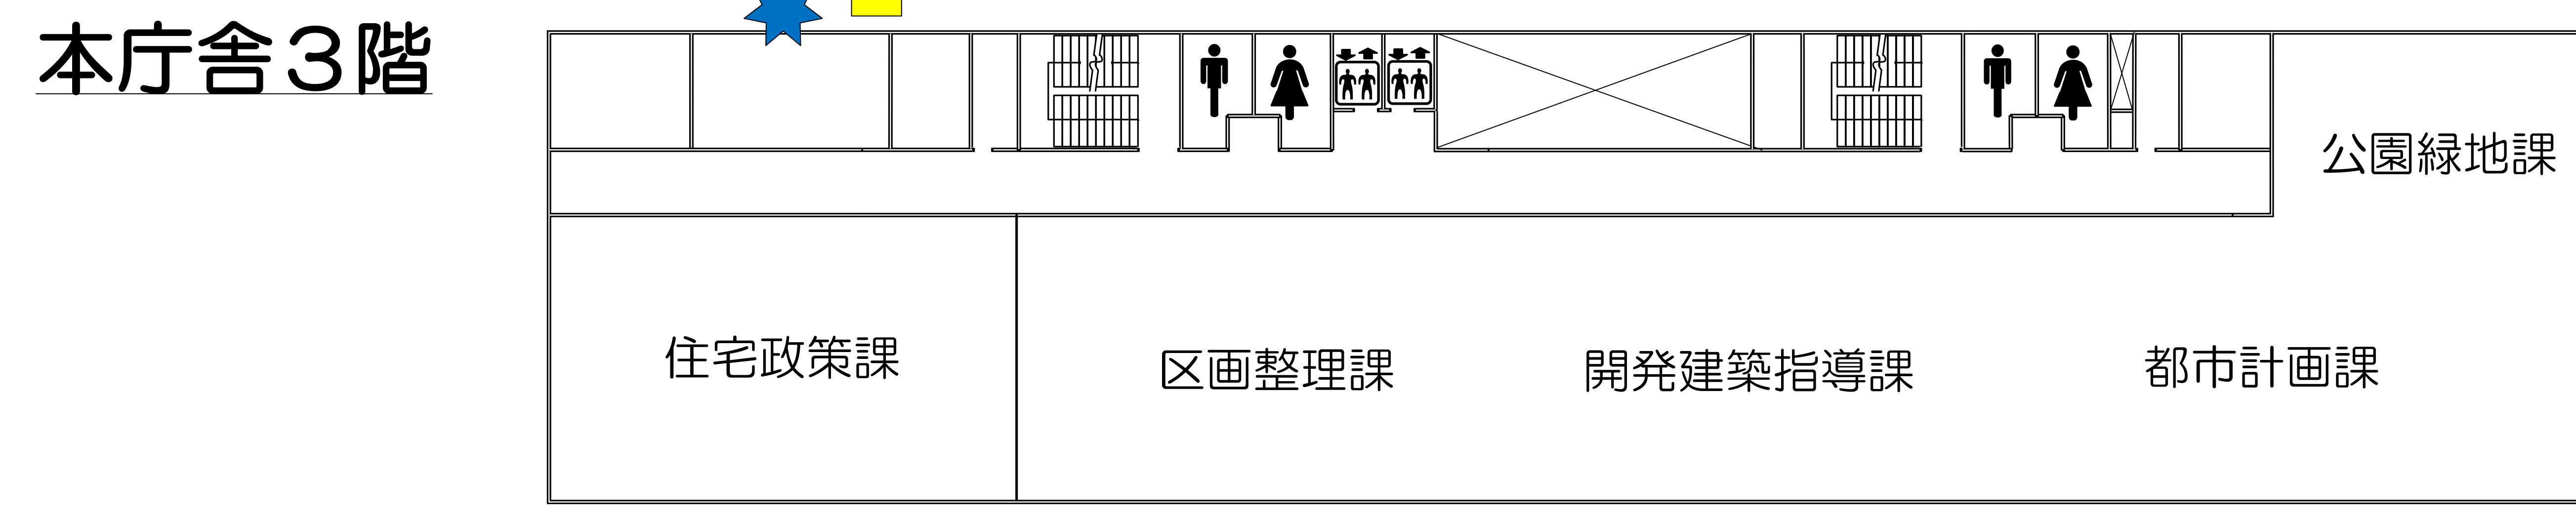 本庁舎３階
公園緑地課
住宅政策課
区画整理課
開発建築指導課
都市計画課